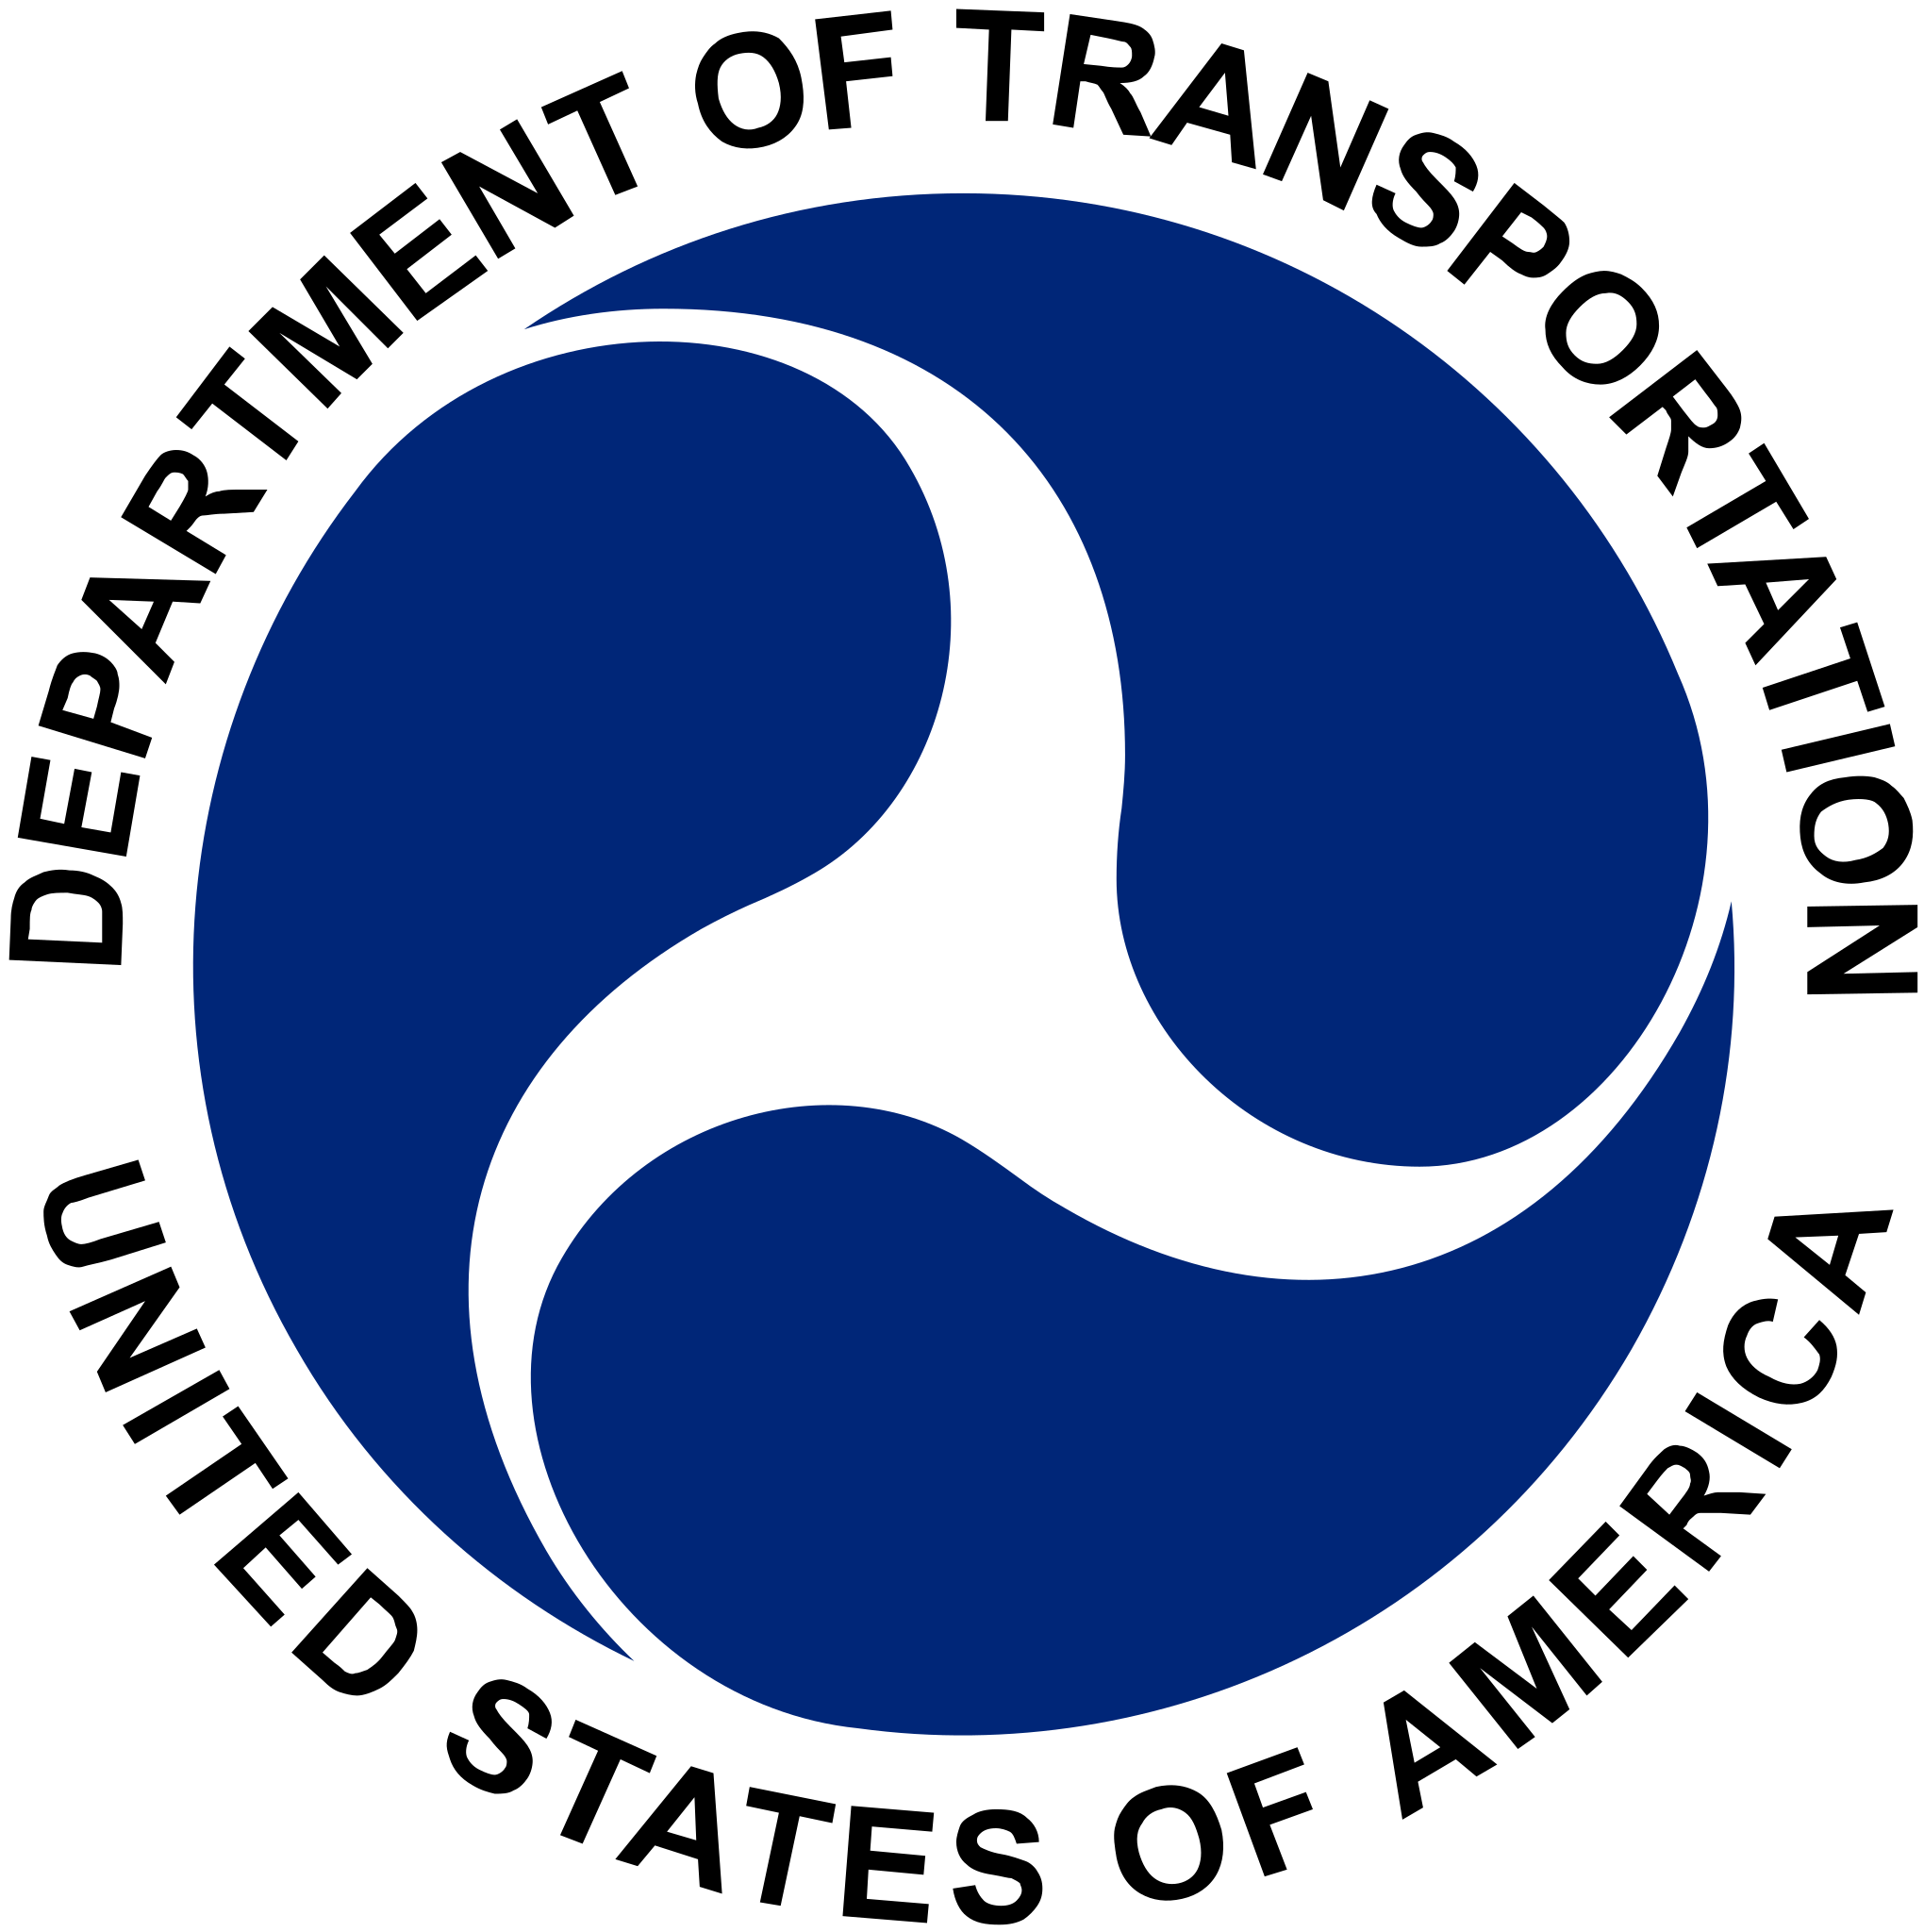 DEPARTMENT OF TRANSPORTATION
UNITED STATES OF AMERICA